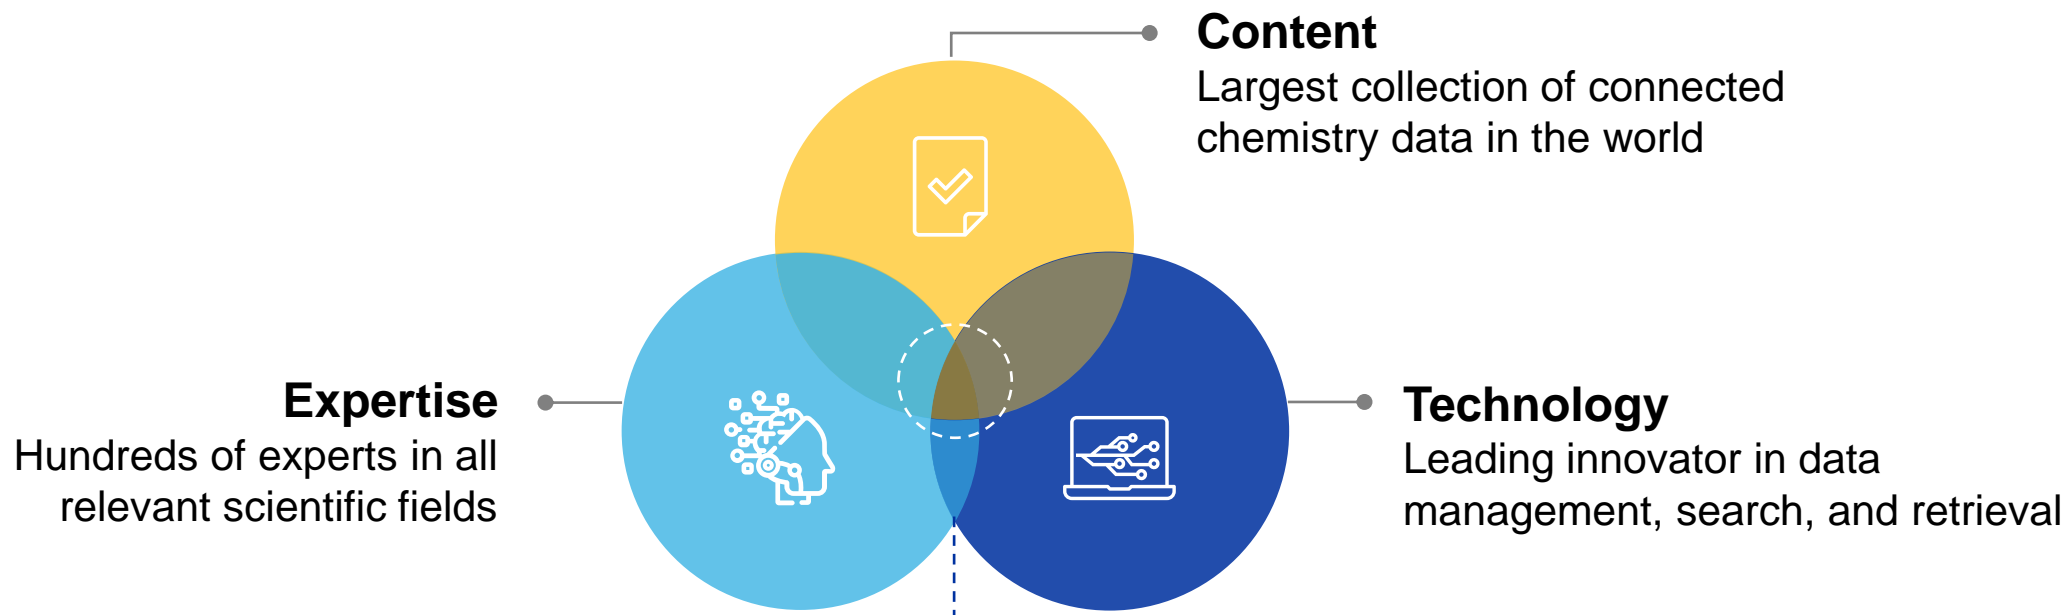 Content
Largest collection of connected
chemistry data in the world
Expertise
Hundreds of experts in all
relevant scientific fields
Technology
Leading innovator in data
management, search, and retrieval